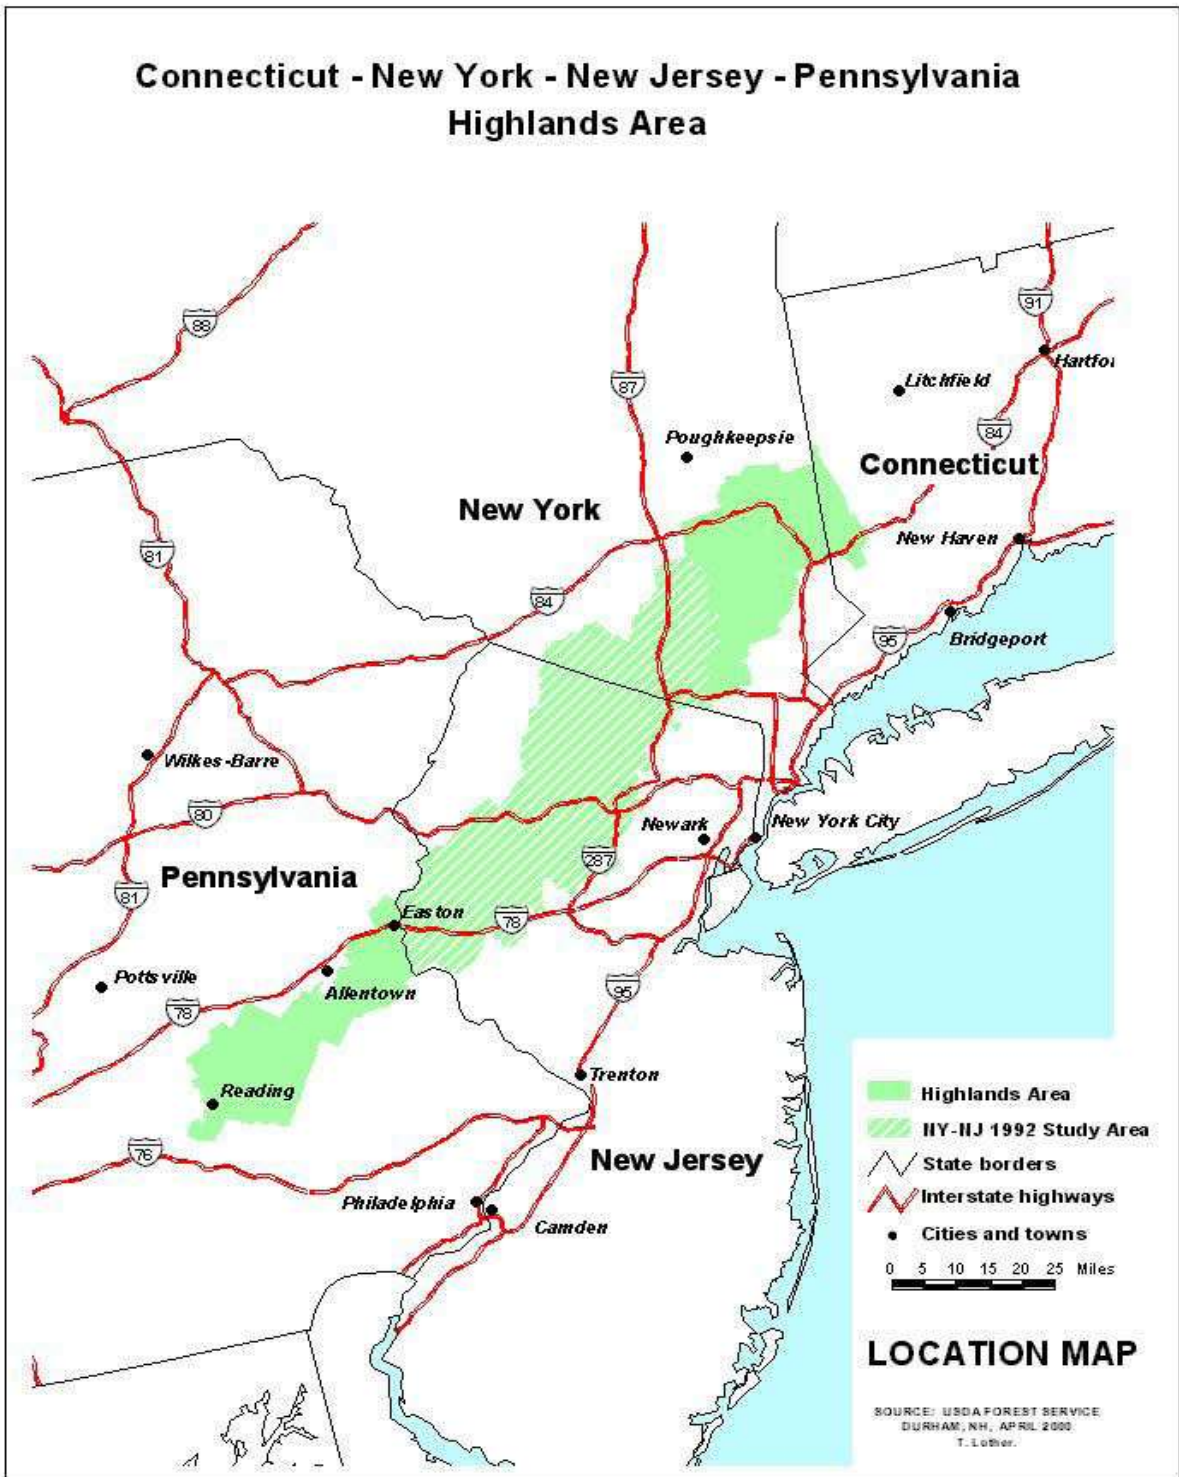 Connecticut - New York - New Jersey - Pennsylvania
Highlands Area
88
91
Hartfor
87
Litchfield
84
Poughkeepsie
Connecticut
New York
New Haven
81
84
Bridgeport
95
Wilkes-Barre
80
Newark
New York City
287
Pennsylvania
81
Easton
78
Pottsville
Allentown
95
78
Trenton
Reading
Highlands Area
NY-NJ 1992 Study Area
76
New Jersey
State borders
Interstate highways
Philadelphia
Camden
Cities and towns
0 5 10 15 20 25 Miles
LOCATION MAP
SOURCE: USDA FOREST SERVICE
DURHAM, NH, APRIL 2000
T. Luther.